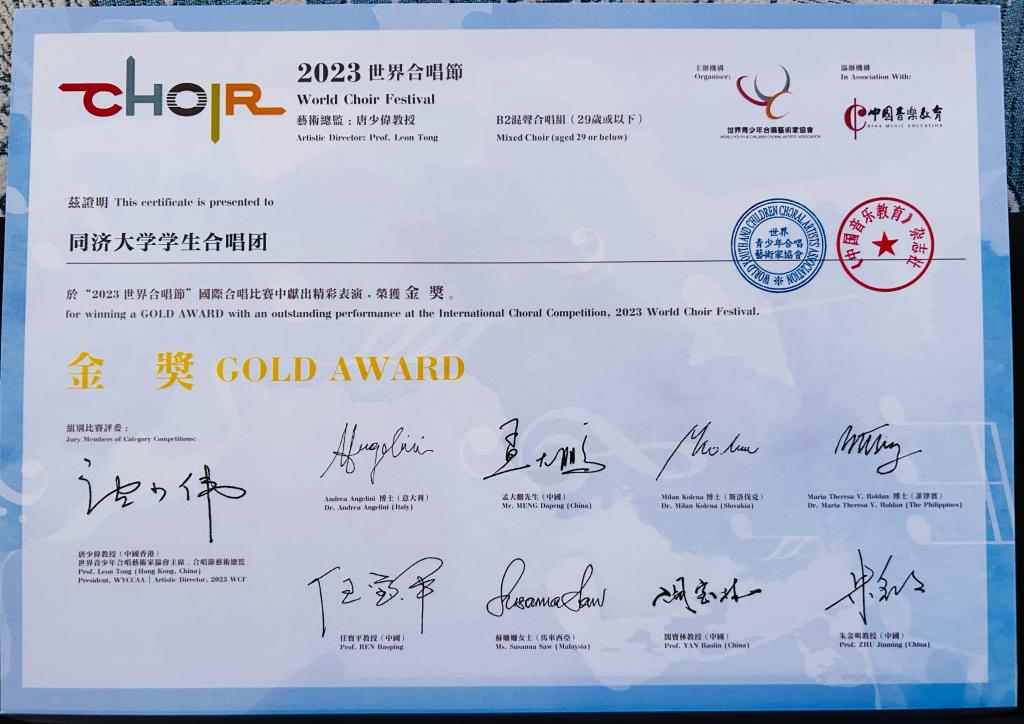 CHOIR
2023 世界合唱節
World Choir Festival
藝術總監：唐少偉教授
Artistic Director: Prof. Leon Tong
B2混聲合唱組（29歲或以下）
Mixed Choir (aged 29 or below)
主辦機構
Organiser:
世界青少年合唱藝術家協會
WORLD YOUTH & CHILDREN CHORAL ARTISTS' ASSOCIATION
協辦機構
In Association With:
中國音樂教育
CHINA MUSIC EDUCATION
茲證明 This certificate is presented to
同济大学学生合唱团
WORLD YOUTH AND CHILDREN CHORAL ARTISTS' ASSOCIATION
世界
青少年合唱
藝術家協會
《中国音乐教育》杂志社
於“2023 世界合唱節”國際合唱比賽中獻出精彩表演，榮獲 金 獎 。
for winning a GOLD AWARD with an outstanding performance at the International Choral Competition, 2023 World Choir Festival.
金 獎 GOLD AWARD
組別比賽評委：
Jury Members of Category Competitions:
唐少偉教授（中國香港）
世界青少年合唱藝術家協會主席﹑合唱節藝術總監
Prof. Leon Tong (Hong Kong, China)
President, WYCCAA | Artistic Director, 2023 WCF
Andrea Angelini 博士（意大利）
Dr. Andrea Angelini (Italy)
孟大鵬
孟大鵬先生（中國）
Mr. MENG Dapeng (China)
Milan Kolena 博士（斯洛伐克）
Dr. Milan Kolena (Slovakia)
Maria Theresa V. Roldan 博士（菲律賓）
Dr. Maria Theresa V. Roldan (The Philippines)
任寶平教授（中國）
Prof. REN Baoping
Susanna Saw
蘇姍姍女士（馬來西亞）
Ms. Susanna Saw (Malaysia)
閻寶林教授（中國）
Prof. YAN Baolin (China)
朱金明教授（中國）
Prof. ZHU Jinming (China)